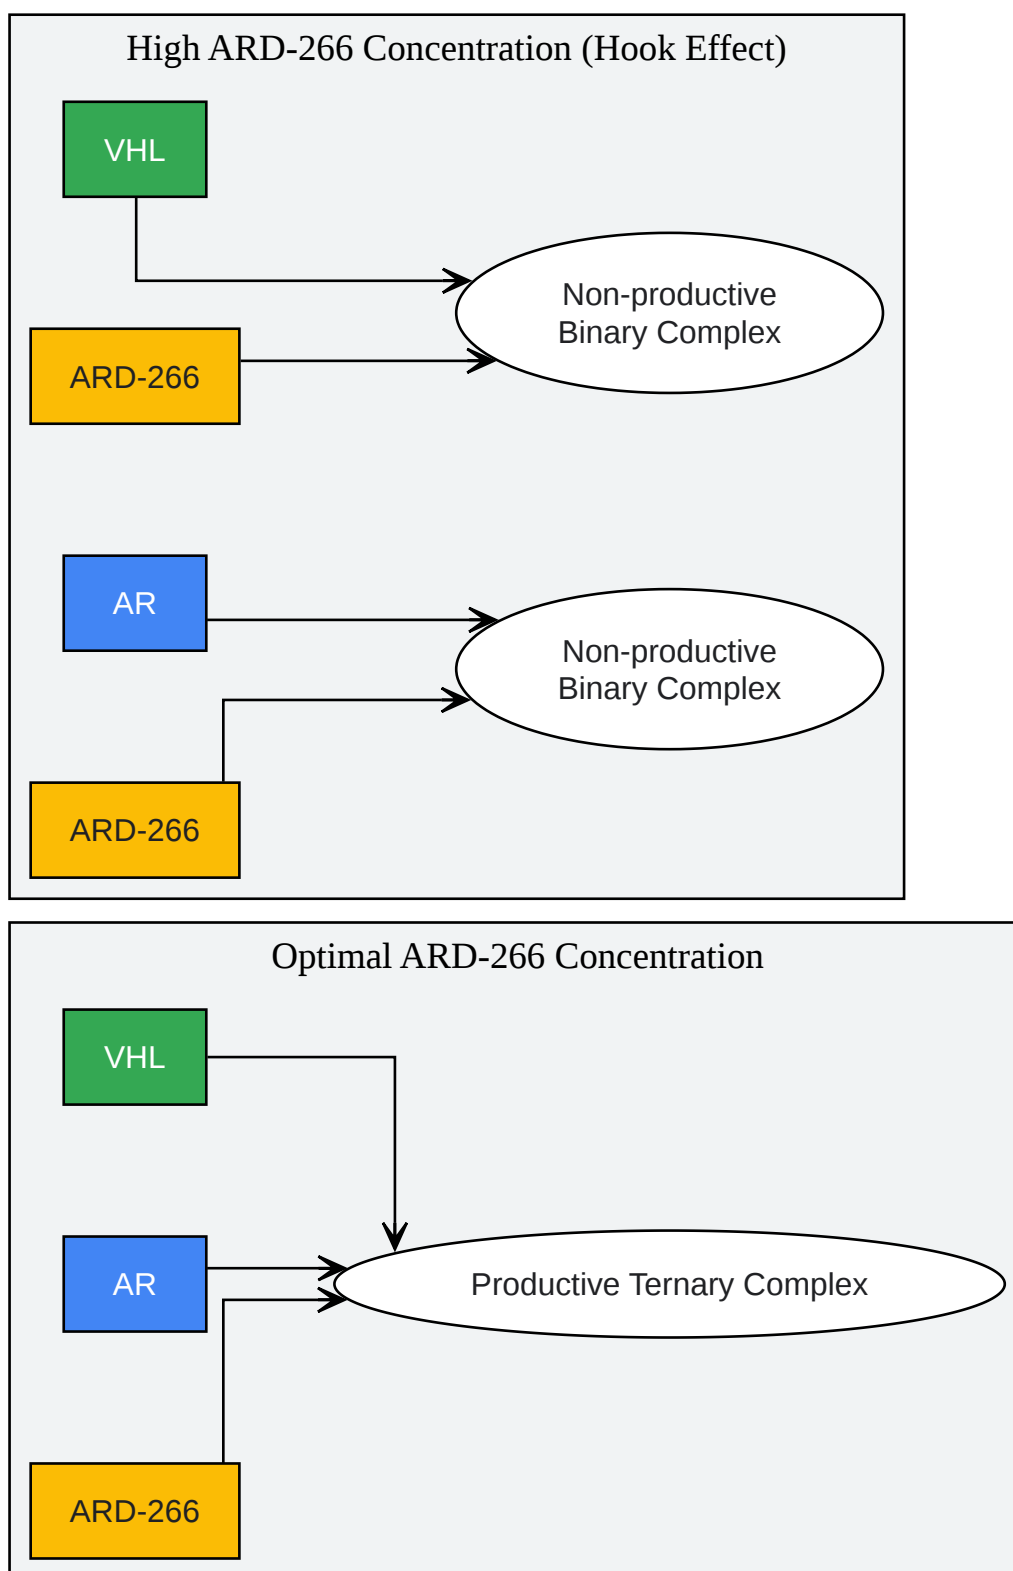 High ARD-266 Concentration (Hook Effect)
VHL
Non-productive
Binary Complex
ARD-266
AR
Non-productive
Binary Complex
ARD-266
Optimal ARD-266 Concentration
VHL
AR
Productive Ternary Complex
ARD-266